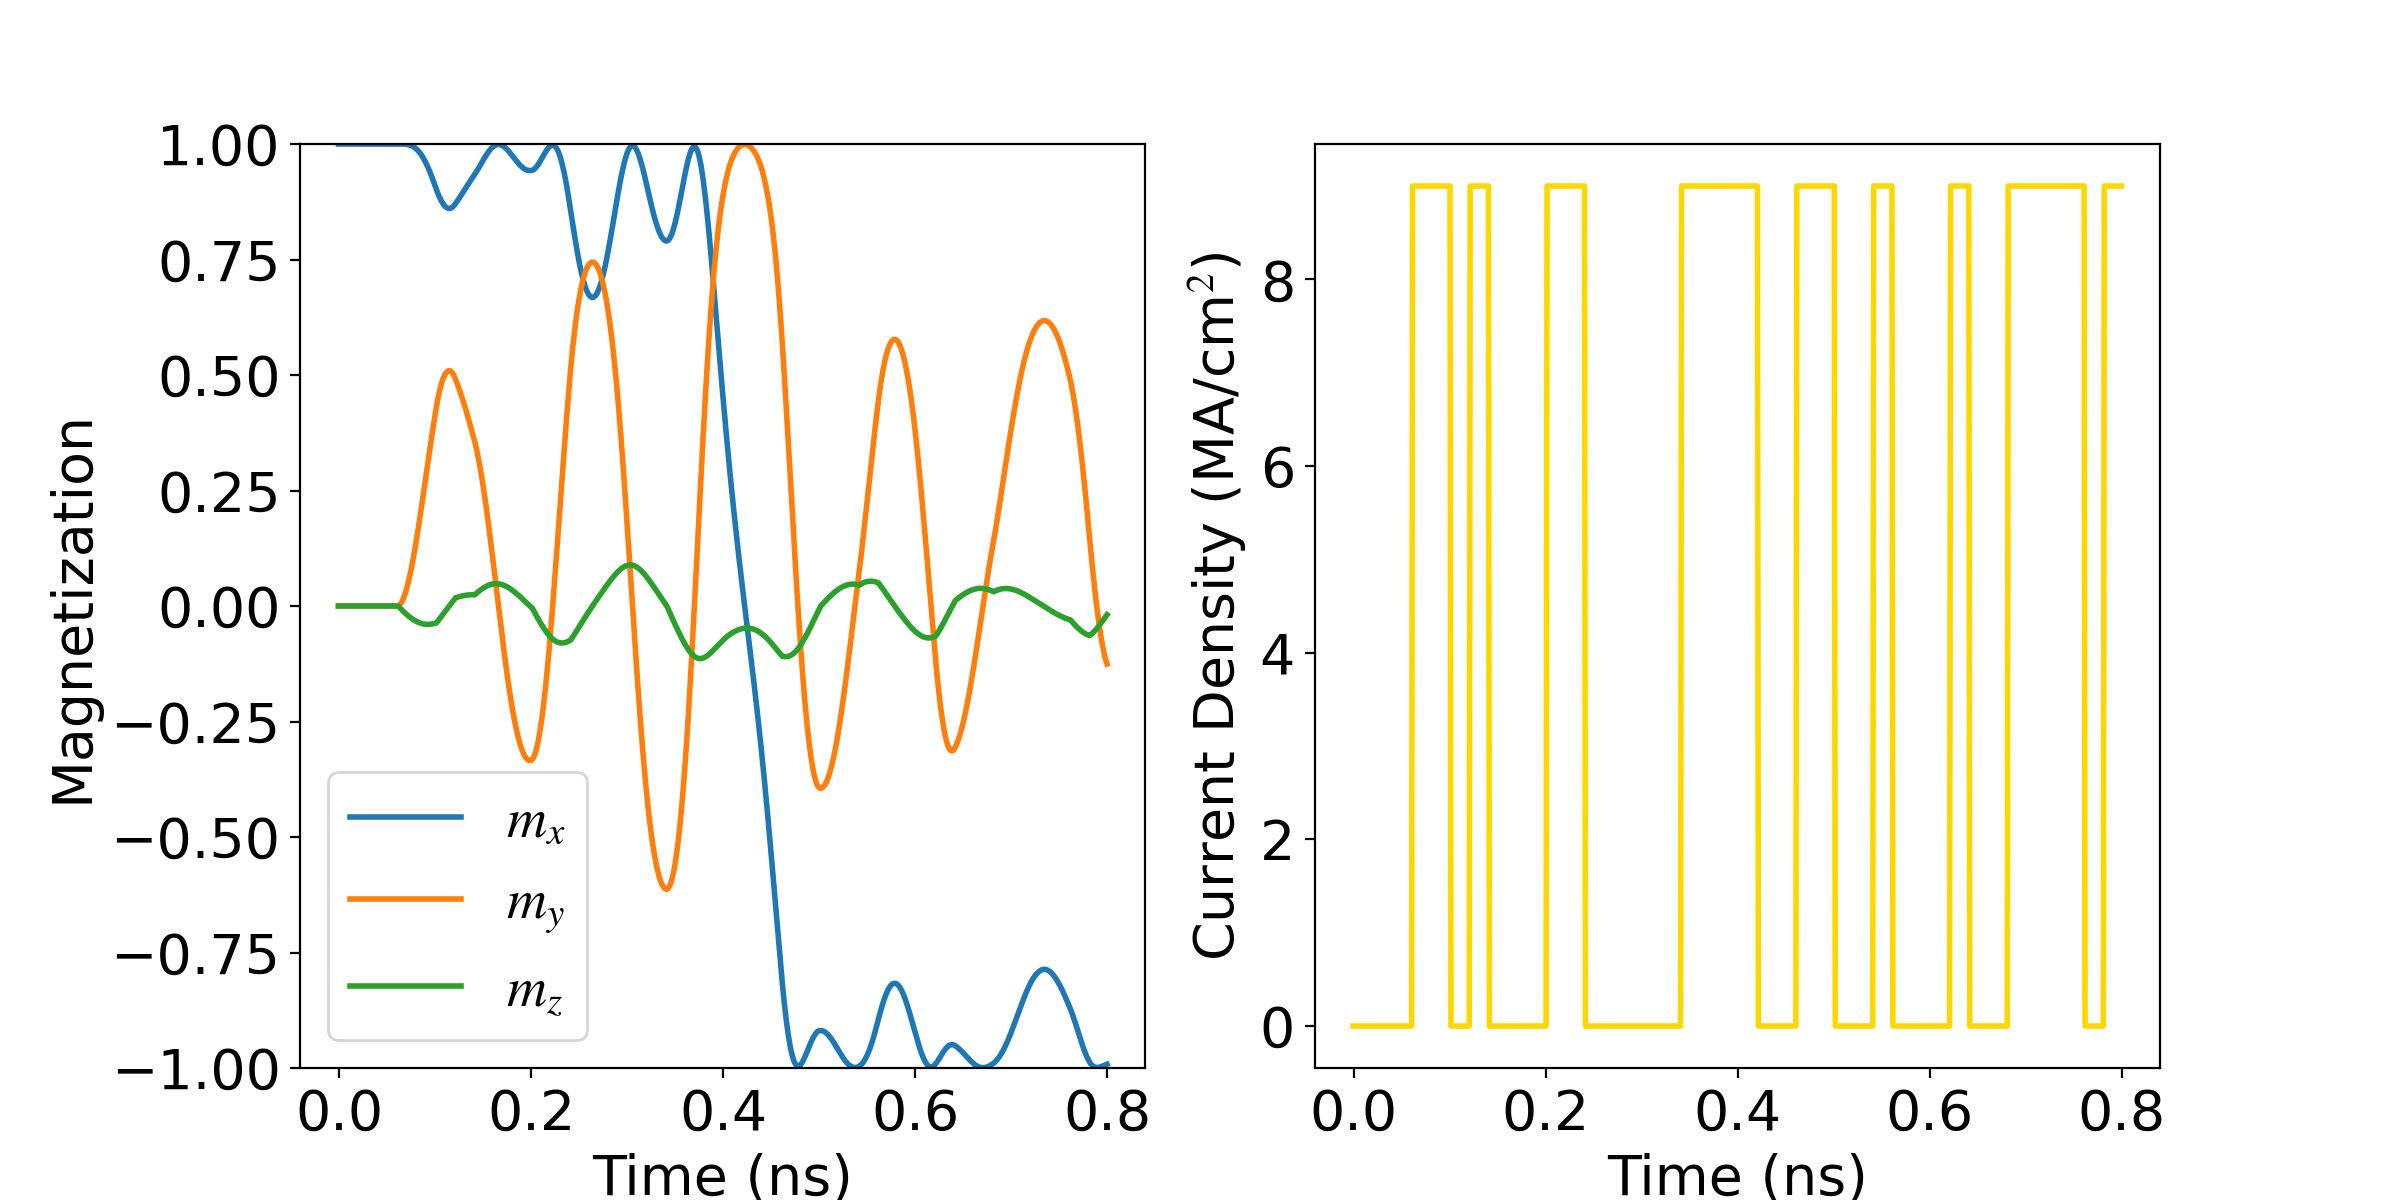 1.00
0.75
0.50
0.25
0.00
−0.25
−0.50
−0.75
−1.00
Magnetization
m_x
m_y
m_z
0.0 0.2 0.4 0.6 0.8
Time (ns)
8
6
4
2
0
Current Density (MA/cm²)
0.0 0.2 0.4 0.6 0.8
Time (ns)